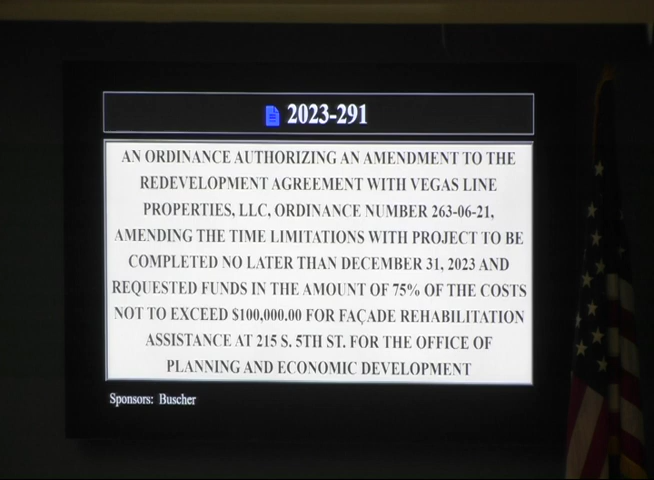 2023-291
AN ORDINANCE AUTHORIZING AN AMENDMENT TO THE
REDEVELOPMENT AGREEMENT WITH VEGAS LINE
PROPERTIES, LLC, ORDINANCE NUMBER 263-06-21,
AMENDING THE TIME LIMITATIONS WITH PROJECT TO BE
COMPLETED NO LATER THAN DECEMBER 31, 2023 AND
REQUESTED FUNDS IN THE AMOUNT OF 75% OF THE COSTS
NOT TO EXCEED $100,000.00 FOR FAÇADE REHABILITATION
ASSISTANCE AT 215 S. 5TH ST. FOR THE OFFICE OF
PLANNING AND ECONOMIC DEVELOPMENT
Sponsors: Buscher